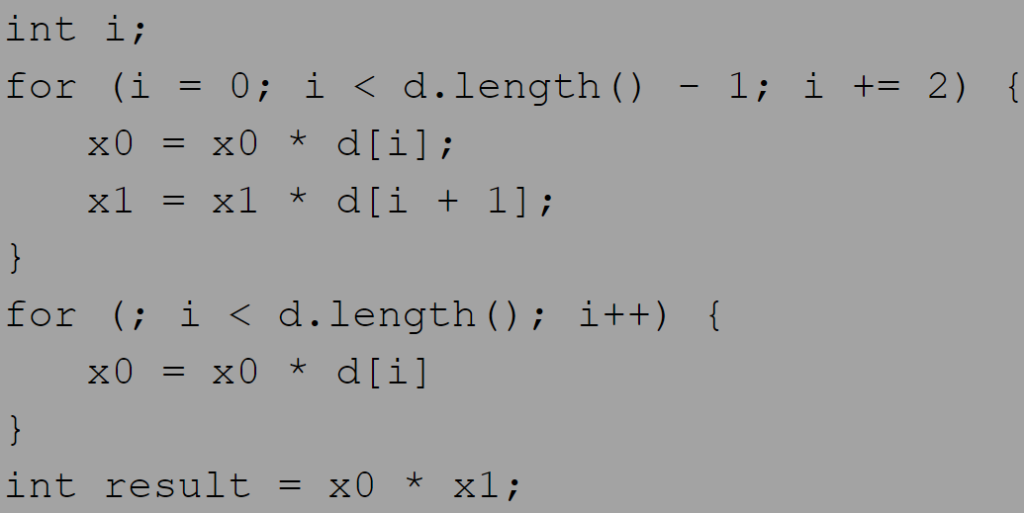 int i;
for (i = 0; i < d.length() - 1; i += 2) {
x0 = x0 * d[i];
x1 = x1 * d[i + 1];
}
for (; i < d.length(); i++) {
x0 = x0 * d[i]
}
int result = x0 * x1;